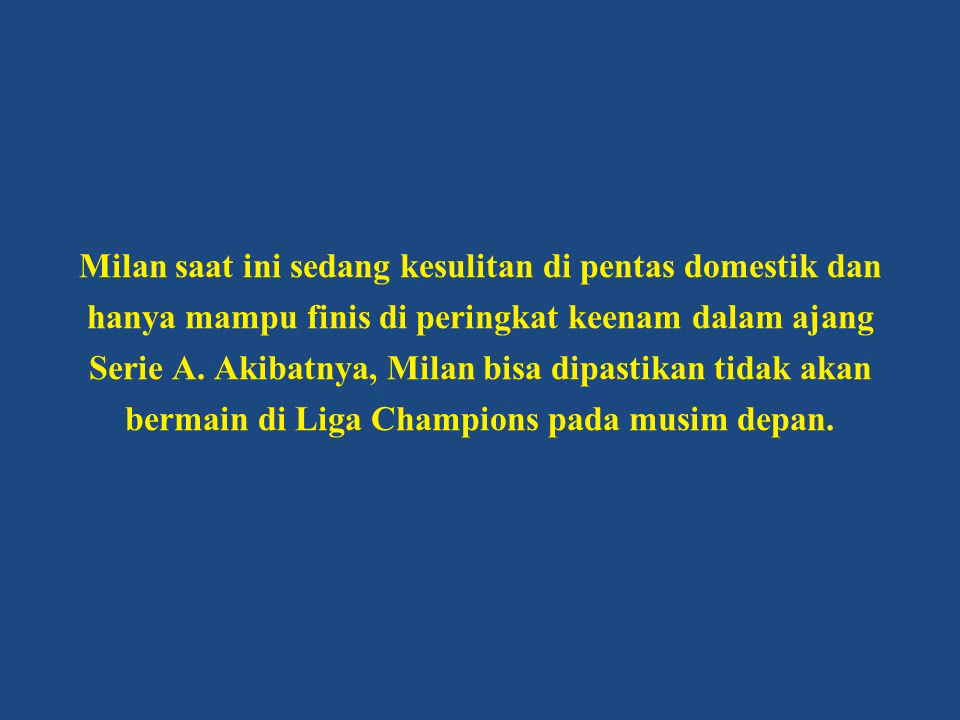 Milan saat ini sedang kesulitan di pentas domestik dan
hanya mampu finis di peringkat keenam dalam ajang
Serie A. Akibatnya, Milan bisa dipastikan tidak akan
bermain di Liga Champions pada musim depan.